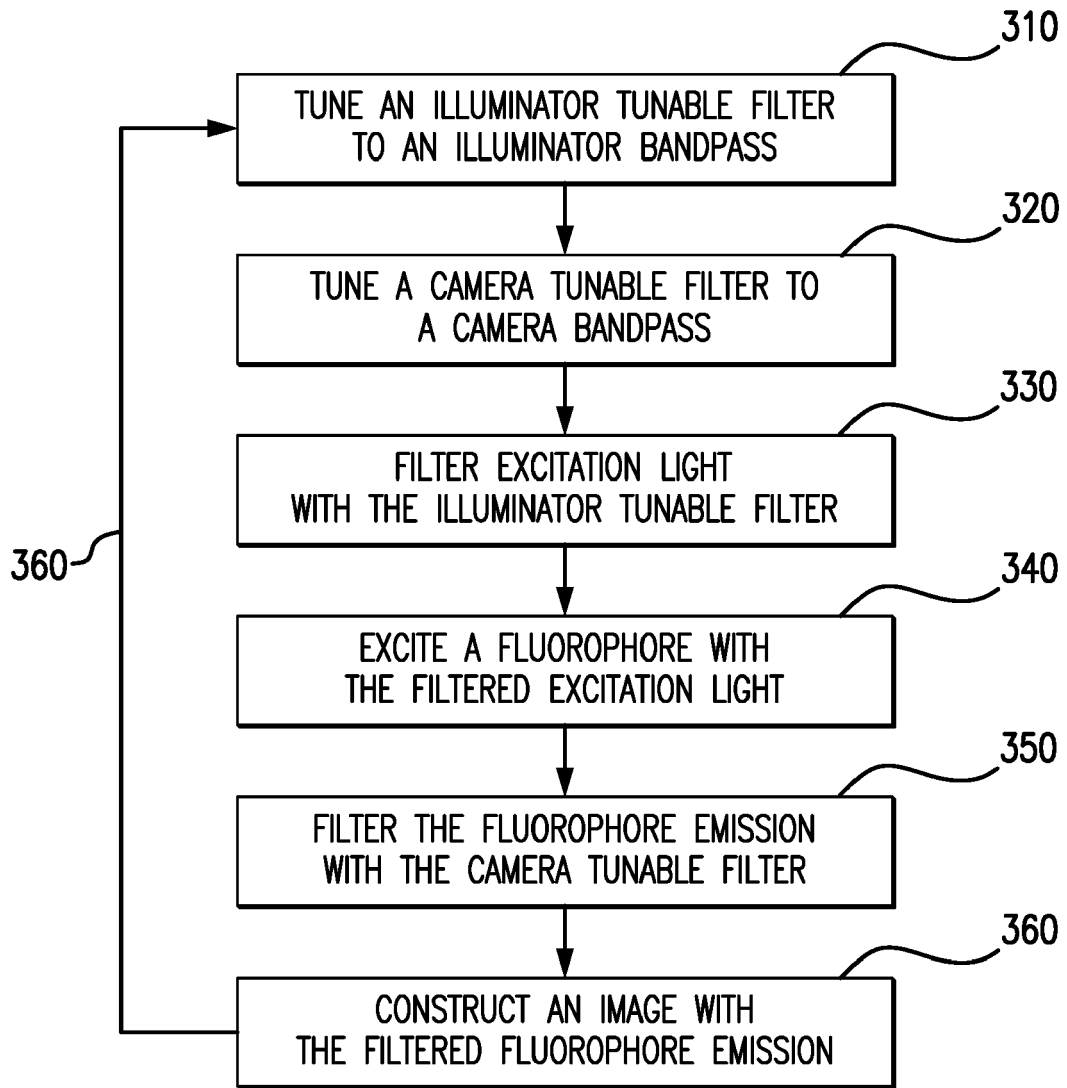 310
TUNE AN ILLUMINATOR TUNABLE FILTER
TO AN ILLUMINATOR BANDPASS
320
TUNE A CAMERA TUNABLE FILTER TO
A CAMERA BANDPASS
330
FILTER EXCITATION LIGHT
WITH THE ILLUMINATOR TUNABLE FILTER
360
340
EXCITE A FLUOROPHORE WITH
THE FILTERED EXCITATION LIGHT
350
FILTER THE FLUOROPHORE EMISSION
WITH THE CAMERA TUNABLE FILTER
360
CONSTRUCT AN IMAGE WITH
THE FILTERED FLUOROPHORE EMISSION